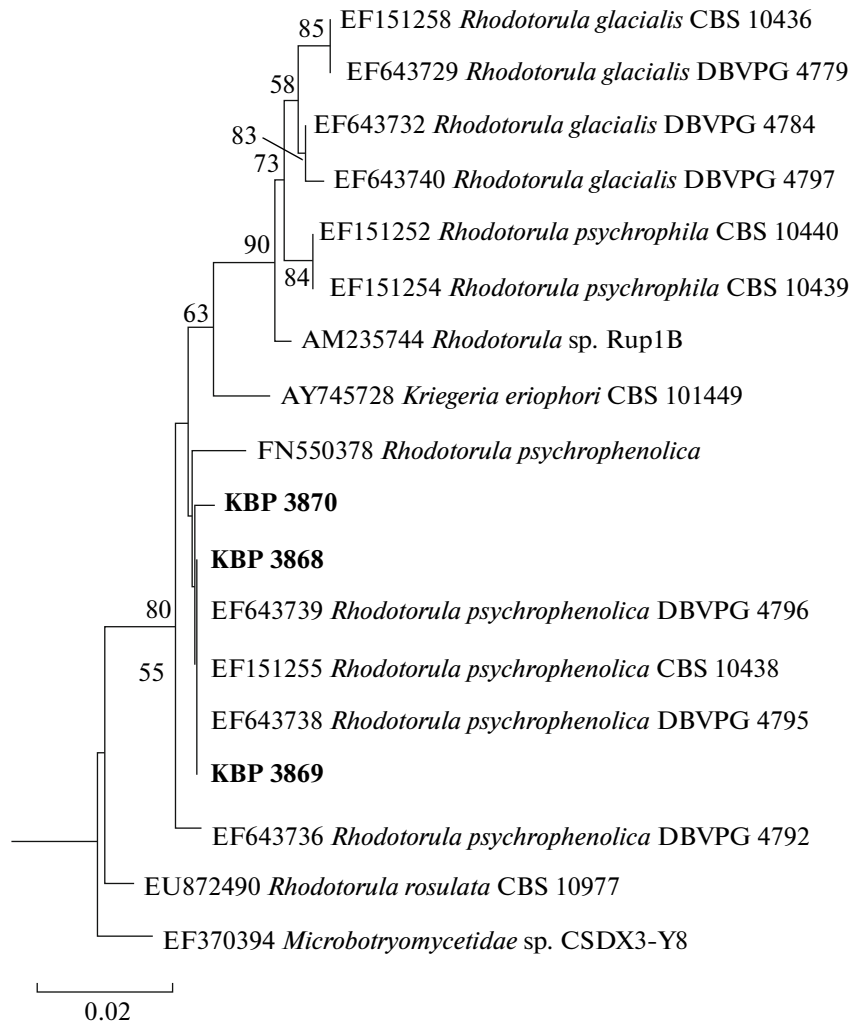 85
EF151258 Rhodotorula glacialis CBS 10436
EF643729 Rhodotorula glacialis DBVPG 4779
58
EF643732 Rhodotorula glacialis DBVPG 4784
83
73
EF643740 Rhodotorula glacialis DBVPG 4797
EF151252 Rhodotorula psychrophila CBS 10440
90
84
EF151254 Rhodotorula psychrophila CBS 10439
63
AM235744 Rhodotorula sp. Rup1B
AY745728 Kriegeria eriophori CBS 101449
FN550378 Rhodotorula psychrophenolica
KBP 3870
KBP 3868
80
EF643739 Rhodotorula psychrophenolica DBVPG 4796
55
EF151255 Rhodotorula psychrophenolica CBS 10438
EF643738 Rhodotorula psychrophenolica DBVPG 4795
KBP 3869
EF643736 Rhodotorula psychrophenolica DBVPG 4792
EU872490 Rhodotorula rosulata CBS 10977
EF370394 Microbotryomycetidae sp. CSDX3-Y8
0.02